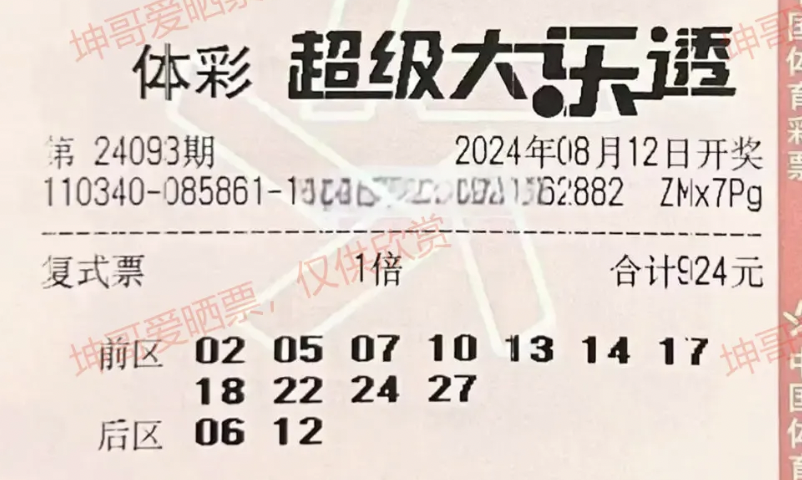 坤哥爱晒票
体彩 超级大乐透
第 24093期 2024年08月12日开奖
110340-085861-1 62882 ZMx7Pg
复式票 1倍 合计924元
坤哥爱晒票,仅供欣赏
前区 02 05 07 10 13 14 17
18 22 24 27
后区 06 12
坤哥
国体育彩票
中国体育